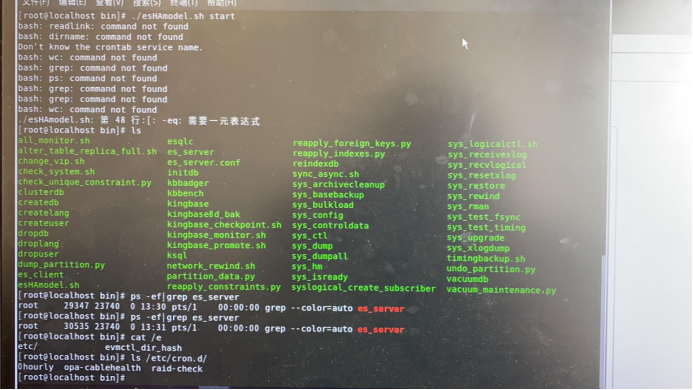 文件(F) 编辑(E) 查看(V) 搜索(S) 终端(T) 帮助(H)
[root@localhost bin]# ./esHAmodel.sh start
bash: readlink: command not found
bash: dirname: command not found
Don't know the crontab service name.
bash: wc: command not found
bash: grep: command not found
bash: ps: command not found
bash: grep: command not found
bash: grep: command not found
bash: wc: command not found
./esHAmodel.sh: 第 48 行:[: -eq: 需要一元表达式
[root@localhost bin]# ls
all_monitor.sh esqlc reapply_foreign_keys.py sys_logicalctl.sh
alter_table_replica_full.sh es_server reapply_indexes.py sys_receivexlog
change_vip.sh es_server.conf reindexdb sys_recvlogical
check_system.sh initdb sync_async.sh sys_resetxlog
check_unique_constraint.py kbbadger sys_archivecleanup sys_restore
clusterdb kbbench sys_basebackup sys_rewind
createdb kingbase sys_bulkload sys_rman
createlang kingbase8d_bak sys_config sys_test_fsync
createuser kingbase_checkpoint.sh sys_controldata sys_test_timing
dropdb kingbase_monitor.sh sys_ctl sys_upgrade
droplang kingbase_promote.sh sys_dump sys_xlogdump
dropuser ksql sys_dumpall timingbackup.sh
dump_partition.py network_rewind.sh sys_hm undo_partition.py
es_client partition_data.py sys_isready vacuumdb
esHAmodel.sh reapply_constraints.py syslogical_create_subscriber vacuum_maintenance.py
[root@localhost bin]# ps -ef|grep es_server
root 29347 23740 0 13:30 pts/1 00:00:00 grep --color=auto es_server
[root@localhost bin]# ps -ef|grep es_server
root 30535 23740 0 13:31 pts/1 00:00:00 grep --color=auto es_server
[root@localhost bin]# cat /e
etc/ evmctl_dir_hash
[root@localhost bin]# ls /etc/cron.d/
0hourly opa-cablehealth raid-check
[root@localhost bin]#